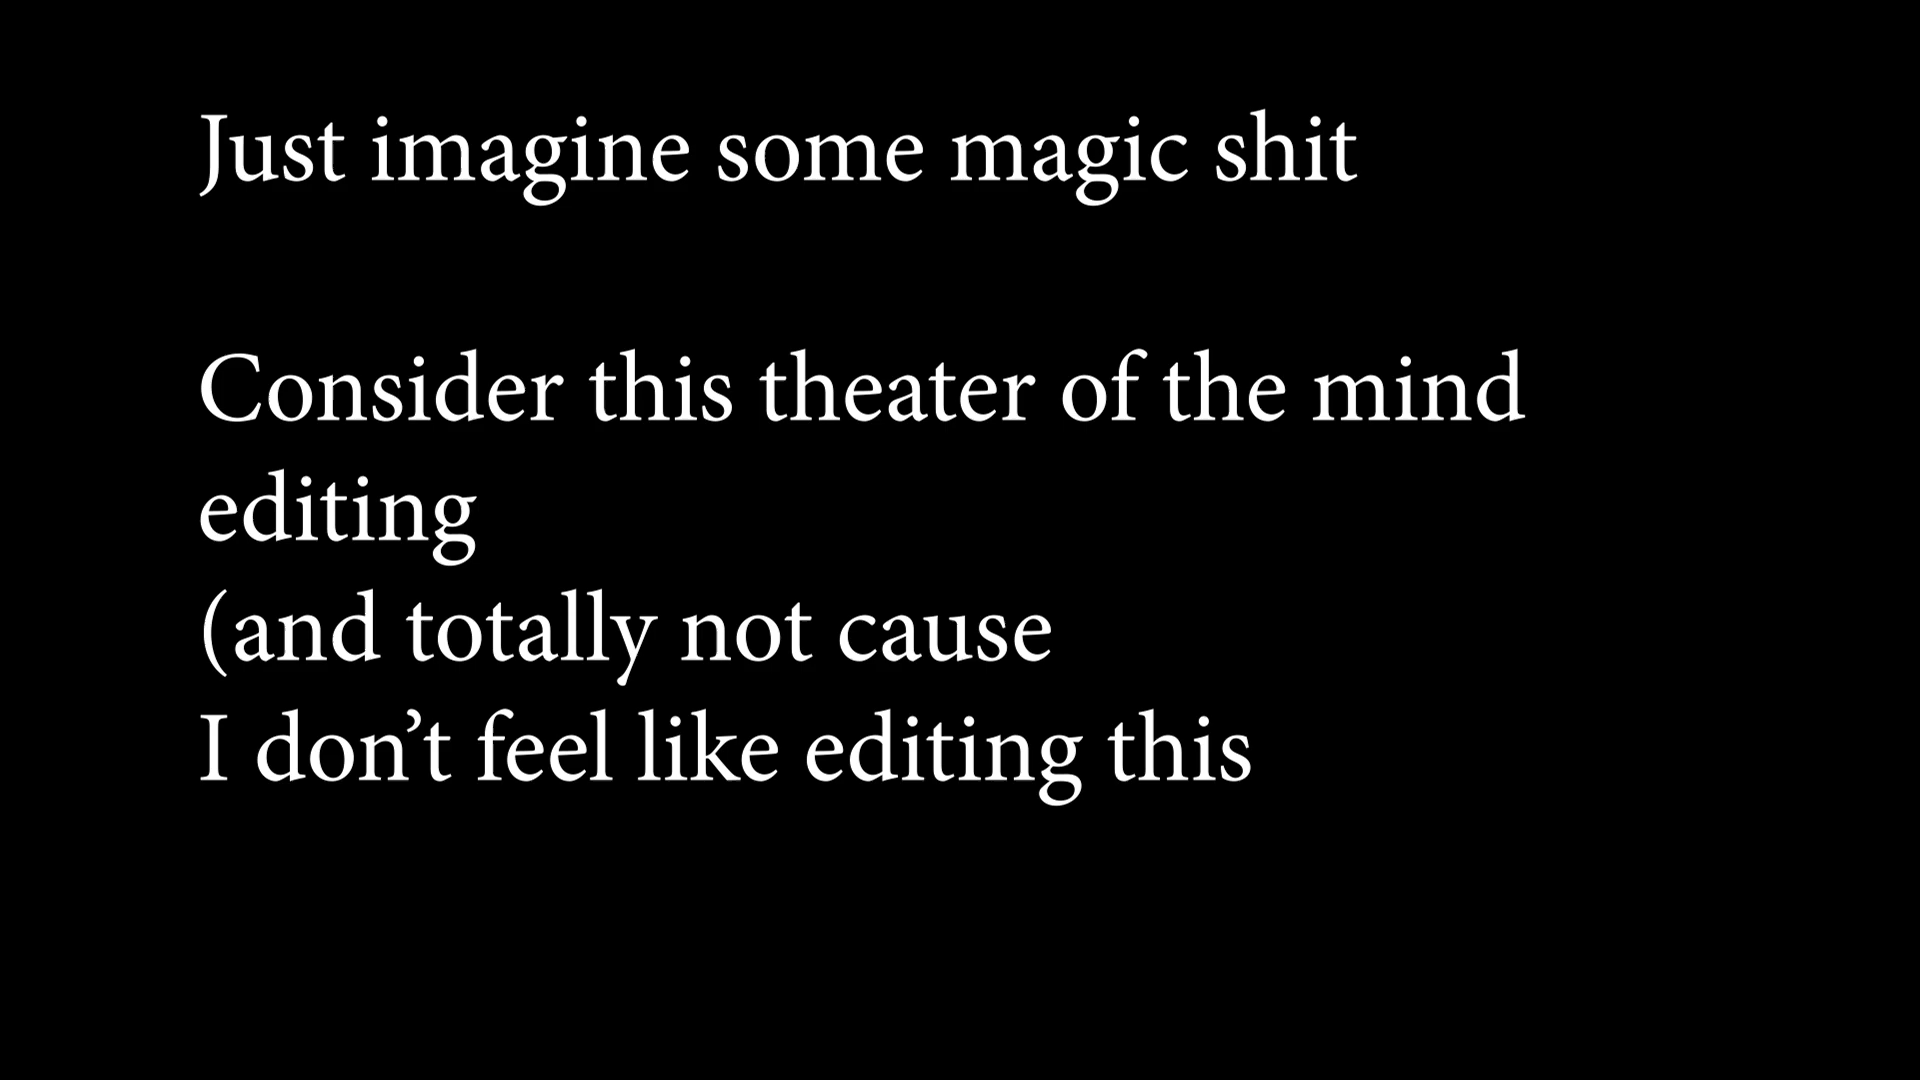 Just imagine some magic shit
Consider this theater of the mind
editing
(and totally not cause
I don’t feel like editing this